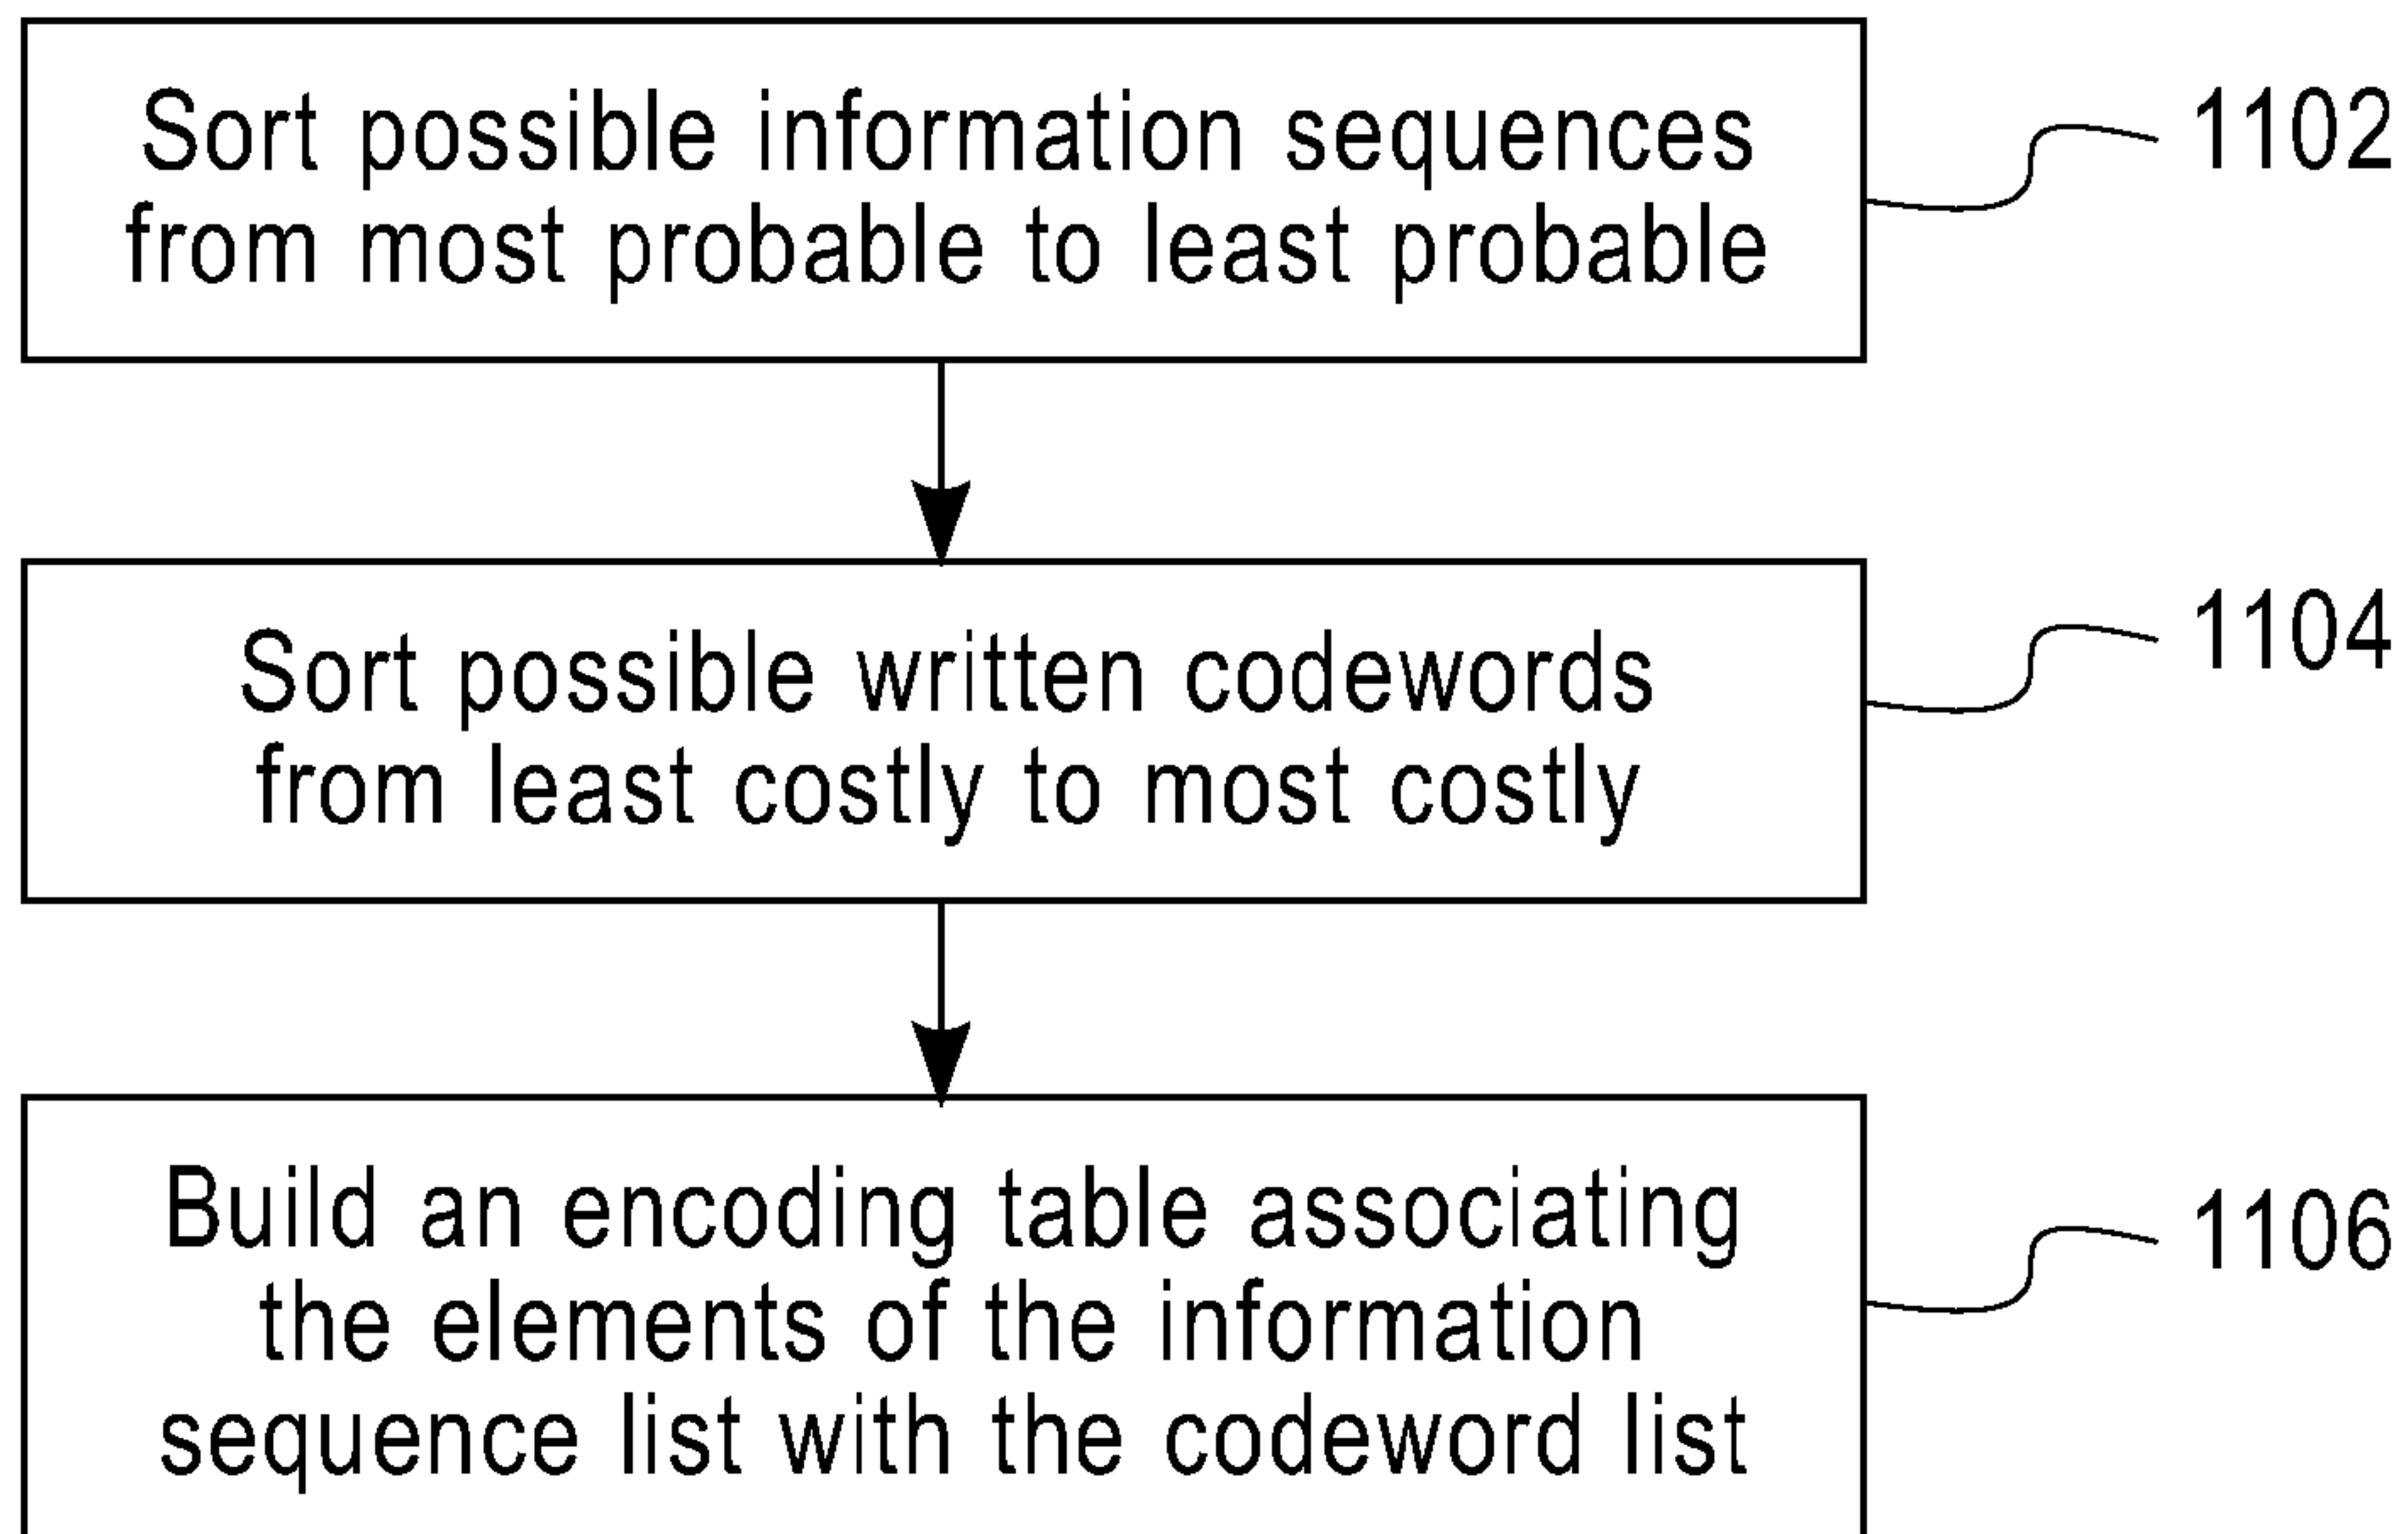 Sort possible information sequences
from most probable to least probable
1102
Sort possible written codewords
from least costly to most costly
1104
Build an encoding table associating
the elements of the information
sequence list with the codeword list
1106